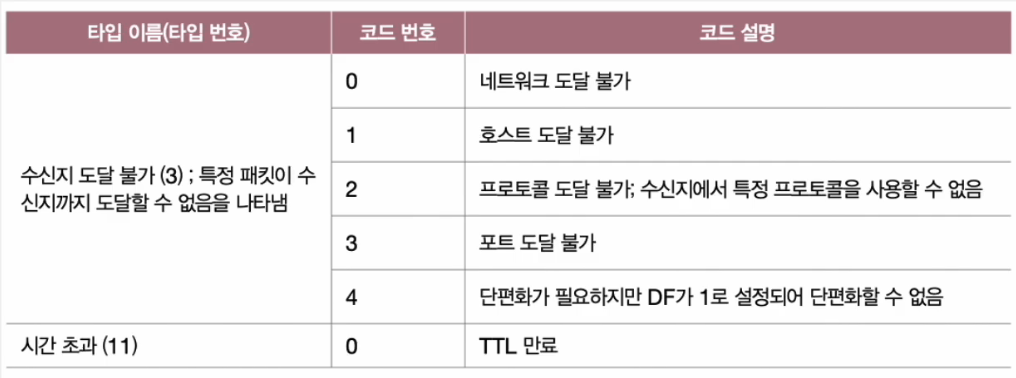 타입 이름(타입 번호) 코드 번호 코드 설명
0 네트워크 도달 불가
1 호스트 도달 불가
수신지 도달 불가 (3) ; 특정 패킷이 수
신지까지 도달할 수 없음을 나타냄
2 프로토콜 도달 불가; 수신지에서 특정 프로토콜을 사용할 수 없음
3 포트 도달 불가
4 단편화가 필요하지만 DF가 1로 설정되어 단편화할 수 없음
시간 초과 (11) 0 TTL 만료